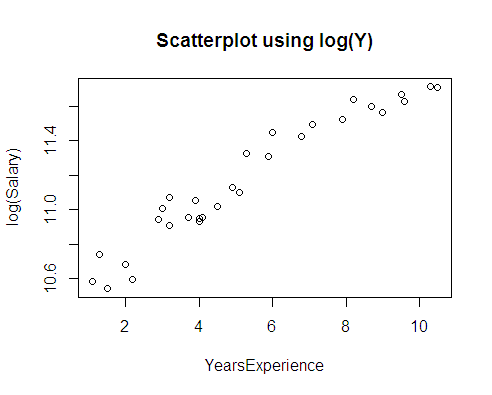 Scatterplot using log(Y)
log(Salary)
11.4
11.0
10.6
2 4 6 8 10
YearsExperience